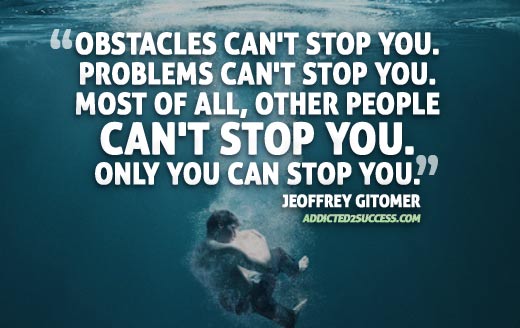 “OBSTACLES CAN'T STOP YOU.
PROBLEMS CAN'T STOP YOU.
MOST OF ALL, OTHER PEOPLE
CAN'T STOP YOU.
ONLY YOU CAN STOP YOU.”
JEOFFREY GITOMER
ADDICTED2SUCCESS.COM